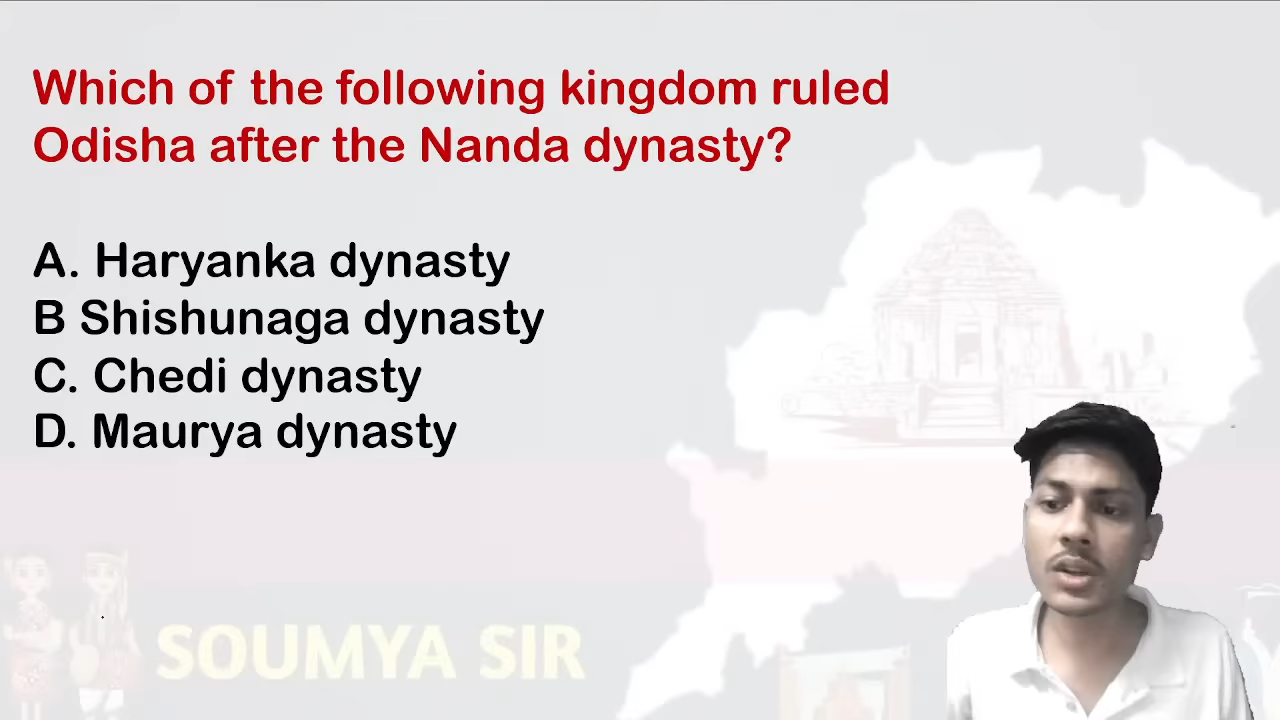 Which of the following kingdom ruled
Odisha after the Nanda dynasty?
A. Haryanka dynasty
B Shishunaga dynasty
C. Chedi dynasty
D. Maurya dynasty
SOUMYA SIR